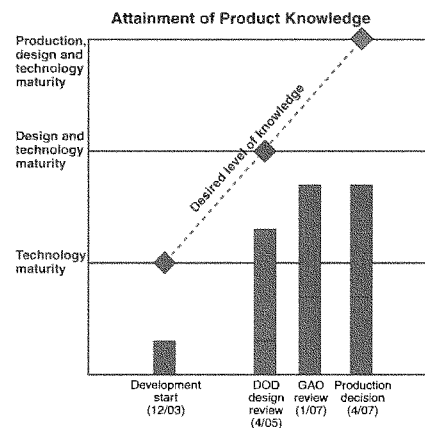 Attainment of Product Knowledge
Production,
design and
technology
maturity
Design and
technology
maturity
Technology
maturity
Desired level of knowledge
Development
start
(12/03)
DOD
design
review
(4/05)
GAO
review
(1/07)
Production
decision
(4/07)